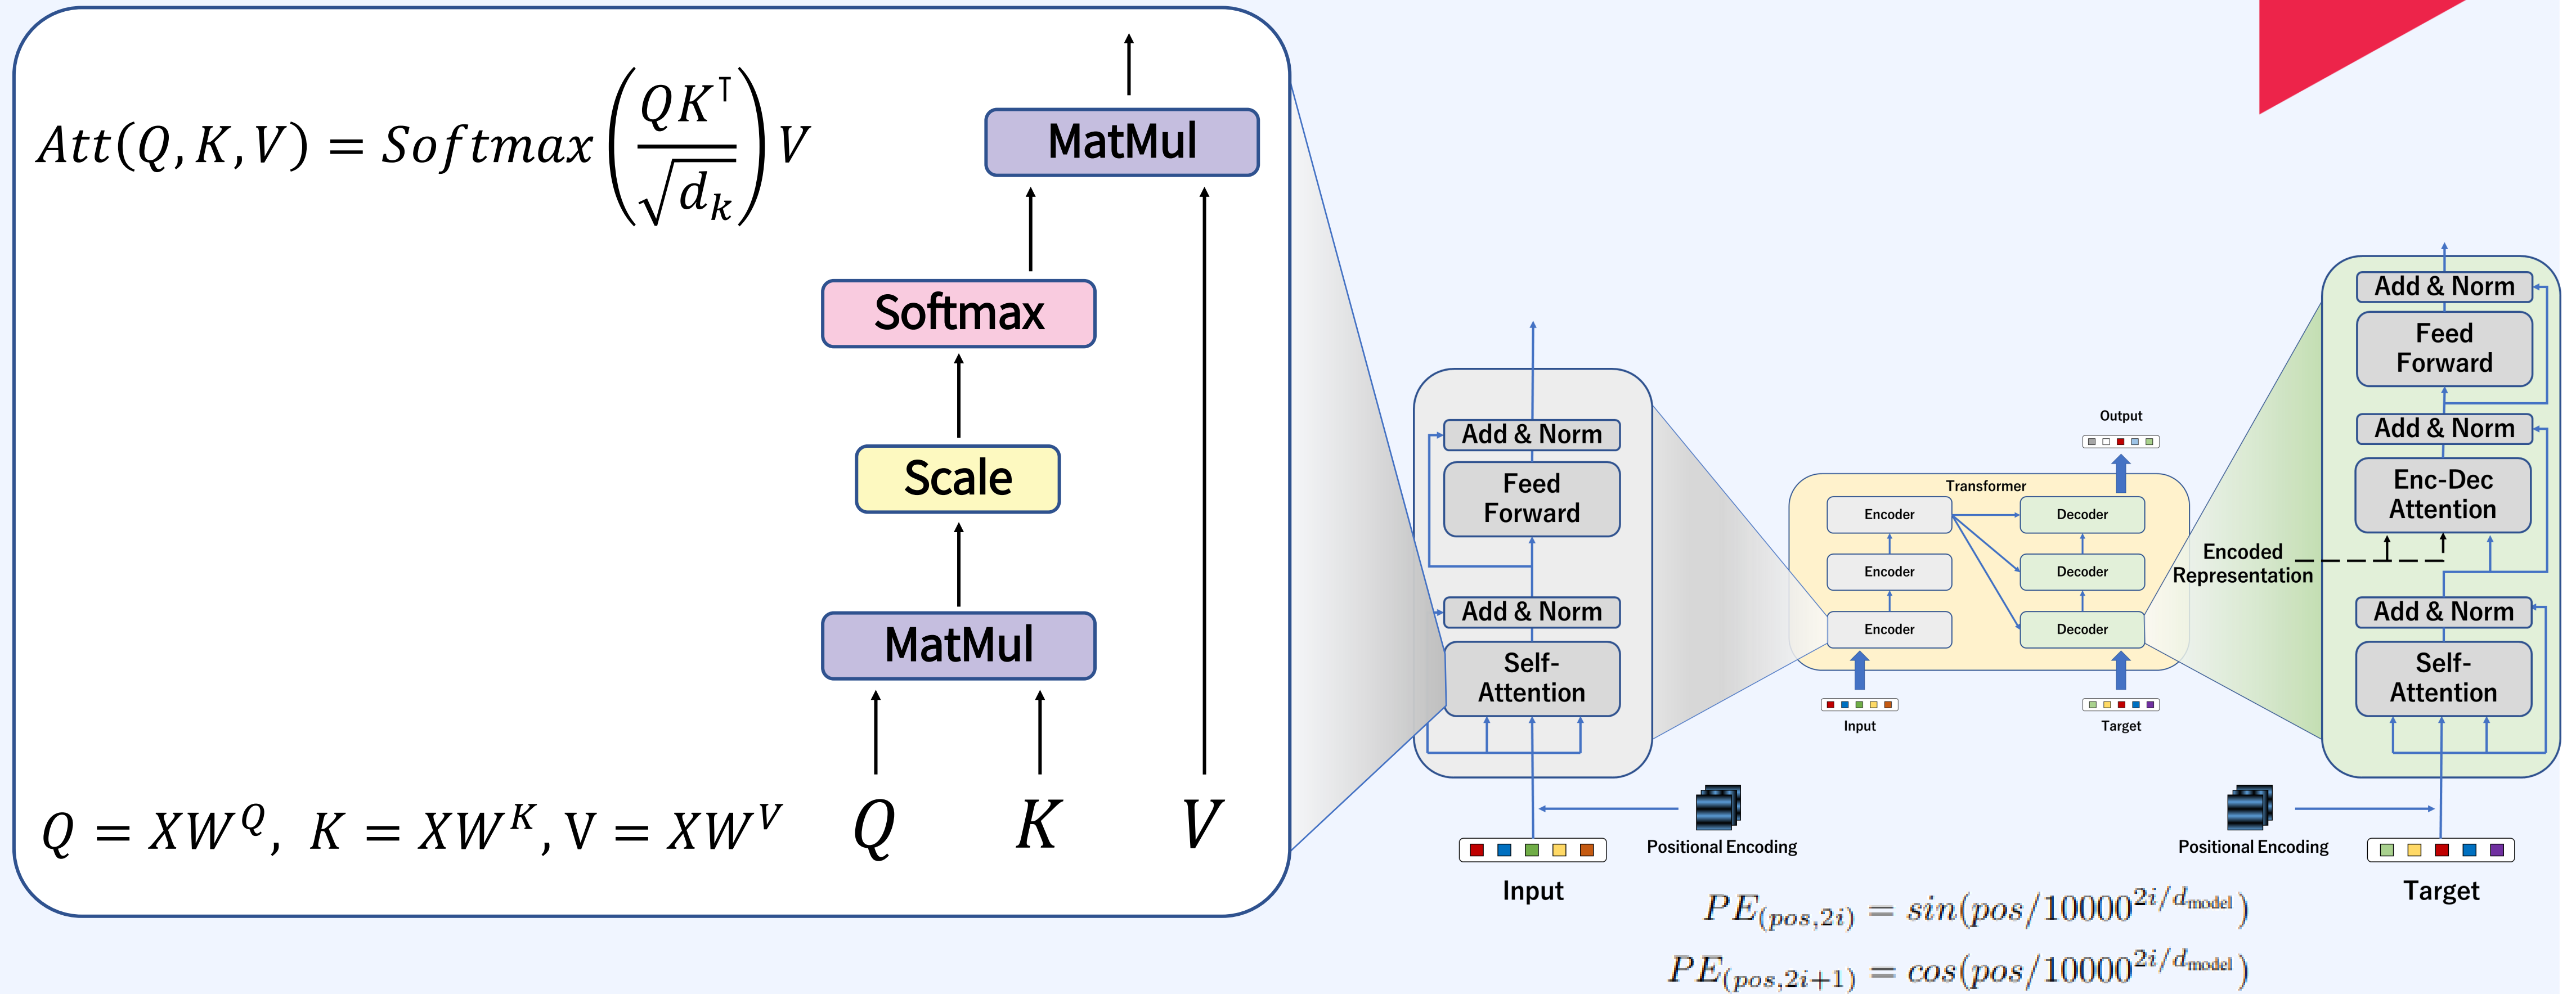 Att(Q, K, V) = Softmax(QK^⊺ / √d_k) V
MatMul
Softmax
Scale
MatMul
Q = XW^Q, K = XW^K, V = XW^V
Q K V
Add & Norm
Feed
Forward
Add & Norm
Self-
Attention
Input
Positional Encoding
Output
Transformer
Encoder
Decoder
Encoder
Decoder
Encoder
Decoder
Input
Target
Add & Norm
Feed
Forward
Add & Norm
Enc-Dec
Attention
Encoded
Representation
Add & Norm
Self-
Attention
Positional Encoding
Target
PE_(pos,2i) = sin(pos/10000^{2i/d_model})
PE_(pos,2i+1) = cos(pos/10000^{2i/d_model})